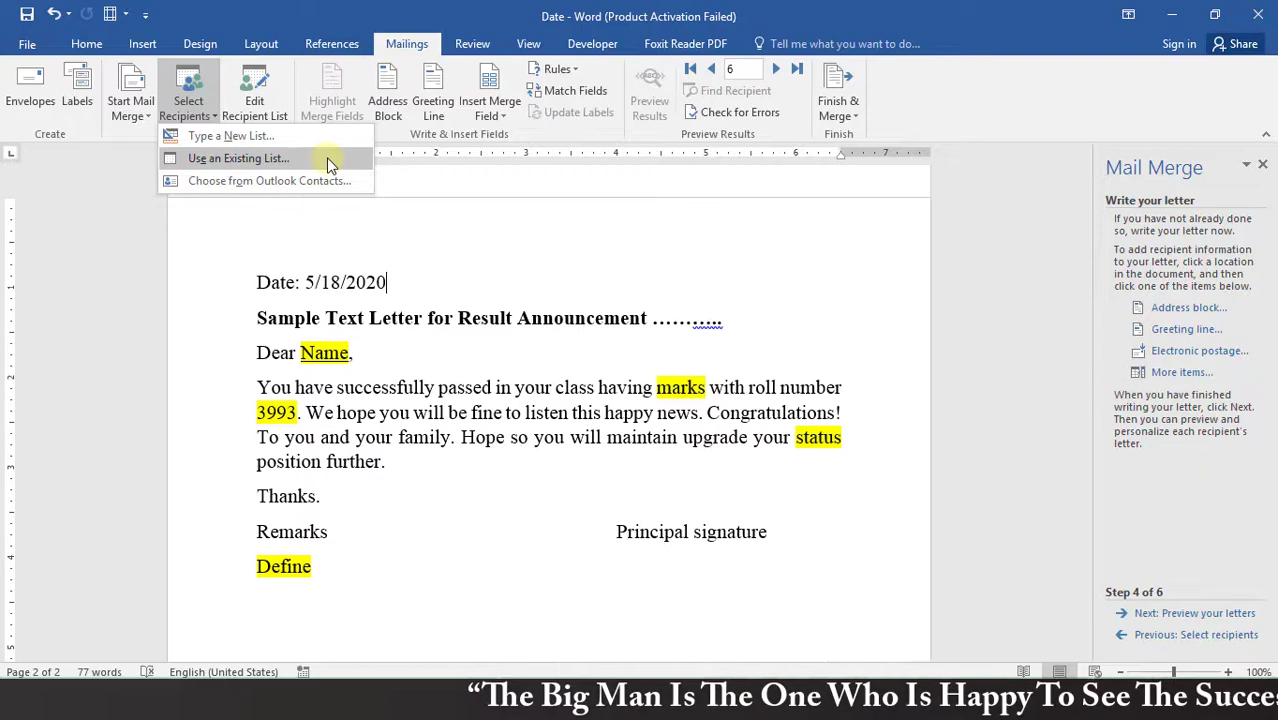 Date - Word (Product Activation Failed)
File Home Insert Design Layout References Mailings Review View Developer Foxit Reader PDF Tell me what you want to do... Sign in Share
Envelopes
Labels
Start Mail Merge
Select Recipients
Edit Recipient List
Highlight Merge Fields
Address Block
Greeting Line
Insert Merge Field
Rules
Match Fields
Update Labels
Preview Results
6
Find Recipient
Check for Errors
Finish & Merge
Create
Write & Insert Fields
Preview Results
Finish
Type a New List...
Use an Existing List...
Choose from Outlook Contacts...
2 3 4 5 6 7
1
3
4
5
Date: 5/18/2020
Sample Text Letter for Result Announcement ………..
Dear Name,
You have successfully passed in your class having marks with roll number
3993. We hope you will be fine to listen this happy news. Congratulations!
To you and your family. Hope so you will maintain upgrade your status
position further.
Thanks.
Remarks Principal signature
Define
Mail Merge
Write your letter
If you have not already done
so, write your letter now.
To add recipient information
to your letter, click a location
in the document, and then
click one of the items below.
Address block...
Greeting line...
Electronic postage...
More items...
When you have finished
writing your letter, click Next.
Then you can preview and
personalize each recipient's
letter.
Step 4 of 6
Next: Preview your letters
Previous: Select recipients
Page 2 of 2 77 words English (United States) 100%
“The Big Man Is The One Who Is Happy To See The Succe